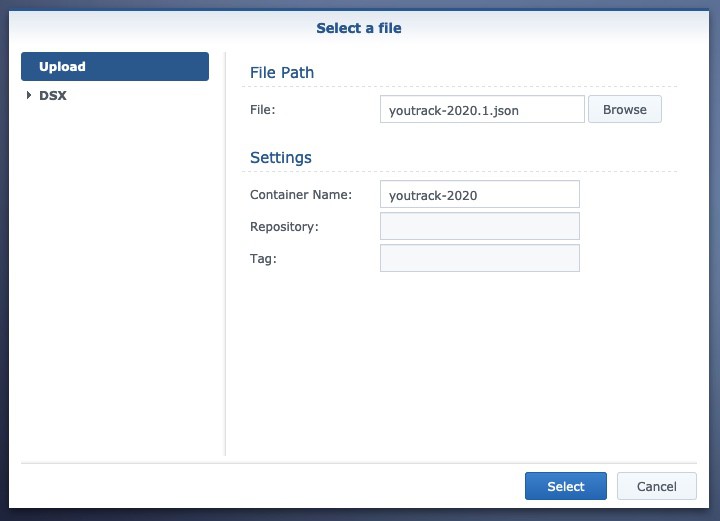 Select a file
Upload
DSX
File Path
File: youtrack-2020.1.json Browse
Settings
Container Name: youtrack-2020
Repository:
Tag:
Select Cancel